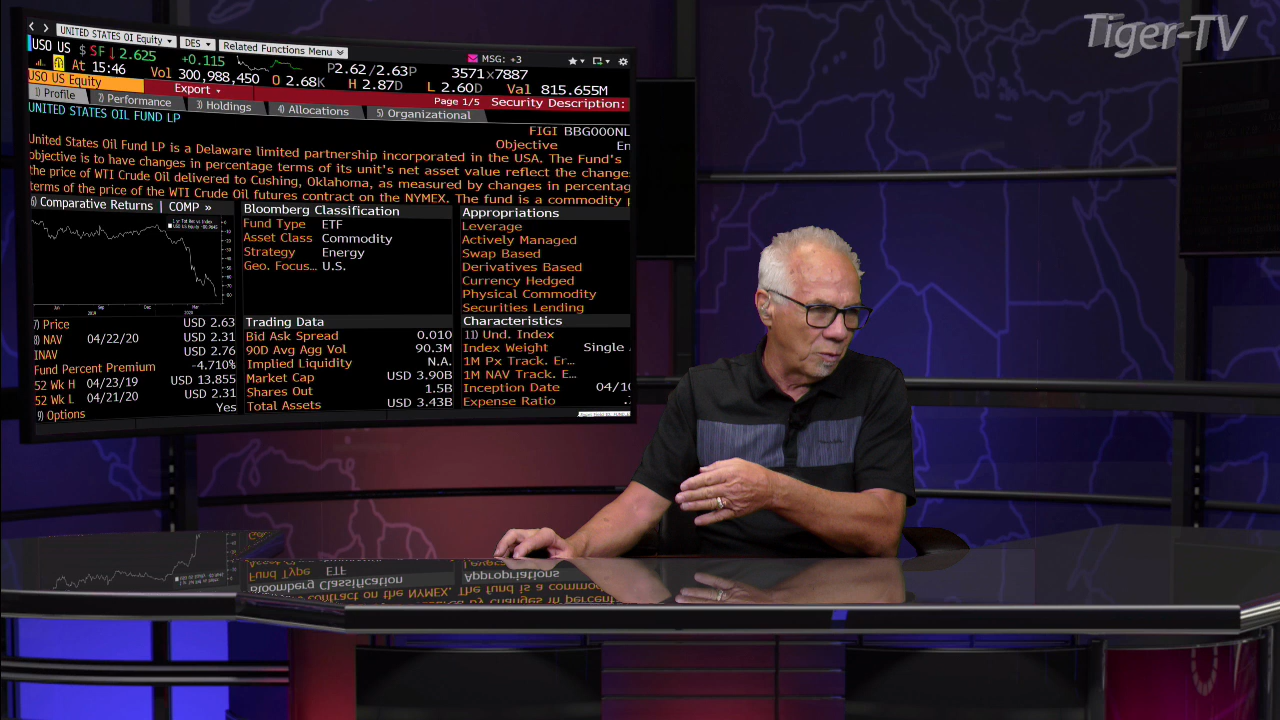 Tiger-TV
UNITED STATES OI Equity DES Related Functions Menu
USO US $ SF 2.625 +0.115 P2.62/2.63P 3571x7887 MSG: +3
At 15:46 Vol 300,988,450 O 2.68K H 2.87D L 2.60D Val 815.655M
USO US Equity Export Page 1/5 Security Description:
1) Profile 2) Performance 3) Holdings 4) Allocations 5) Organizational
UNITED STATES OIL FUND LP
FIGI BBG000NL
Objective En
United States Oil Fund LP is a Delaware limited partnership incorporated in the USA. The Fund's
objective is to have changes in percentage terms of its unit's net asset value reflect the changes
the price of WTI Crude Oil delivered to Cushing, Oklahoma, as measured by changes in percentag
terms of the price of the WTI Crude Oil futures contract on the NYMEX. The fund is a commodity
6) Comparative Returns | COMP »
Bloomberg Classification
Fund Type ETF
Asset Class Commodity
Strategy Energy
Geo. Focus... U.S.
Appropriations
Leverage
Actively Managed
Swap Based
Derivatives Based
Currency Hedged
Physical Commodity
Securities Lending
7) Price USD 2.63
8) NAV 04/22/20 USD 2.31
INAV USD 2.76
Fund Percent Premium -4.710%
52 Wk H 04/23/19 USD 13.855
52 Wk L 04/21/20 USD 2.31
9) Options Yes
Trading Data
Bid Ask Spread 0.010
90D Avg Agg Vol 90.3M
Implied Liquidity N.A.
Market Cap USD 3.90B
Shares Out 1.5B
Total Assets USD 3.43B
Characteristics
11) Und. Index
Index Weight Single
1M Px Track. Er...
1M NAV Track. E...
Inception Date 04/10
Expense Ratio